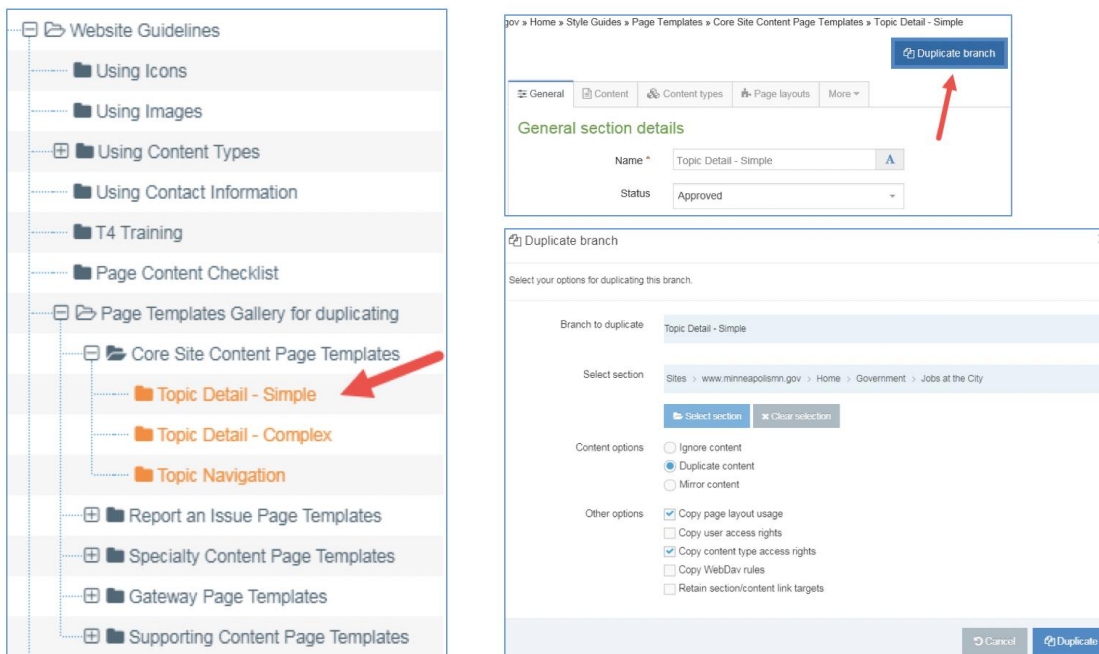 Website Guidelines
Using Icons
Using Images
Using Content Types
Using Contact Information
T4 Training
Page Content Checklist
Page Templates Gallery for duplicating
Core Site Content Page Templates
Topic Detail - Simple
Topic Detail - Complex
Topic Navigation
Report an Issue Page Templates
Specialty Content Page Templates
Gateway Page Templates
Supporting Content Page Templates
gov » Home » Style Guides » Page Templates » Core Site Content Page Templates » Topic Detail - Simple
Duplicate branch
General Content Content types Page layouts More
General section details
Name * Topic Detail - Simple A
Status Approved
Duplicate branch
Select your options for duplicating this branch.
Branch to duplicate Topic Detail - Simple
Select section Sites > www.minneapolismn.gov > Home > Government > Jobs at the City
Select section Clear selection
Content options Ignore content
Duplicate content
Mirror content
Other options Copy page layout usage
Copy user access rights
Copy content type access rights
Copy WebDav rules
Retain section/content link targets
Cancel Duplicate